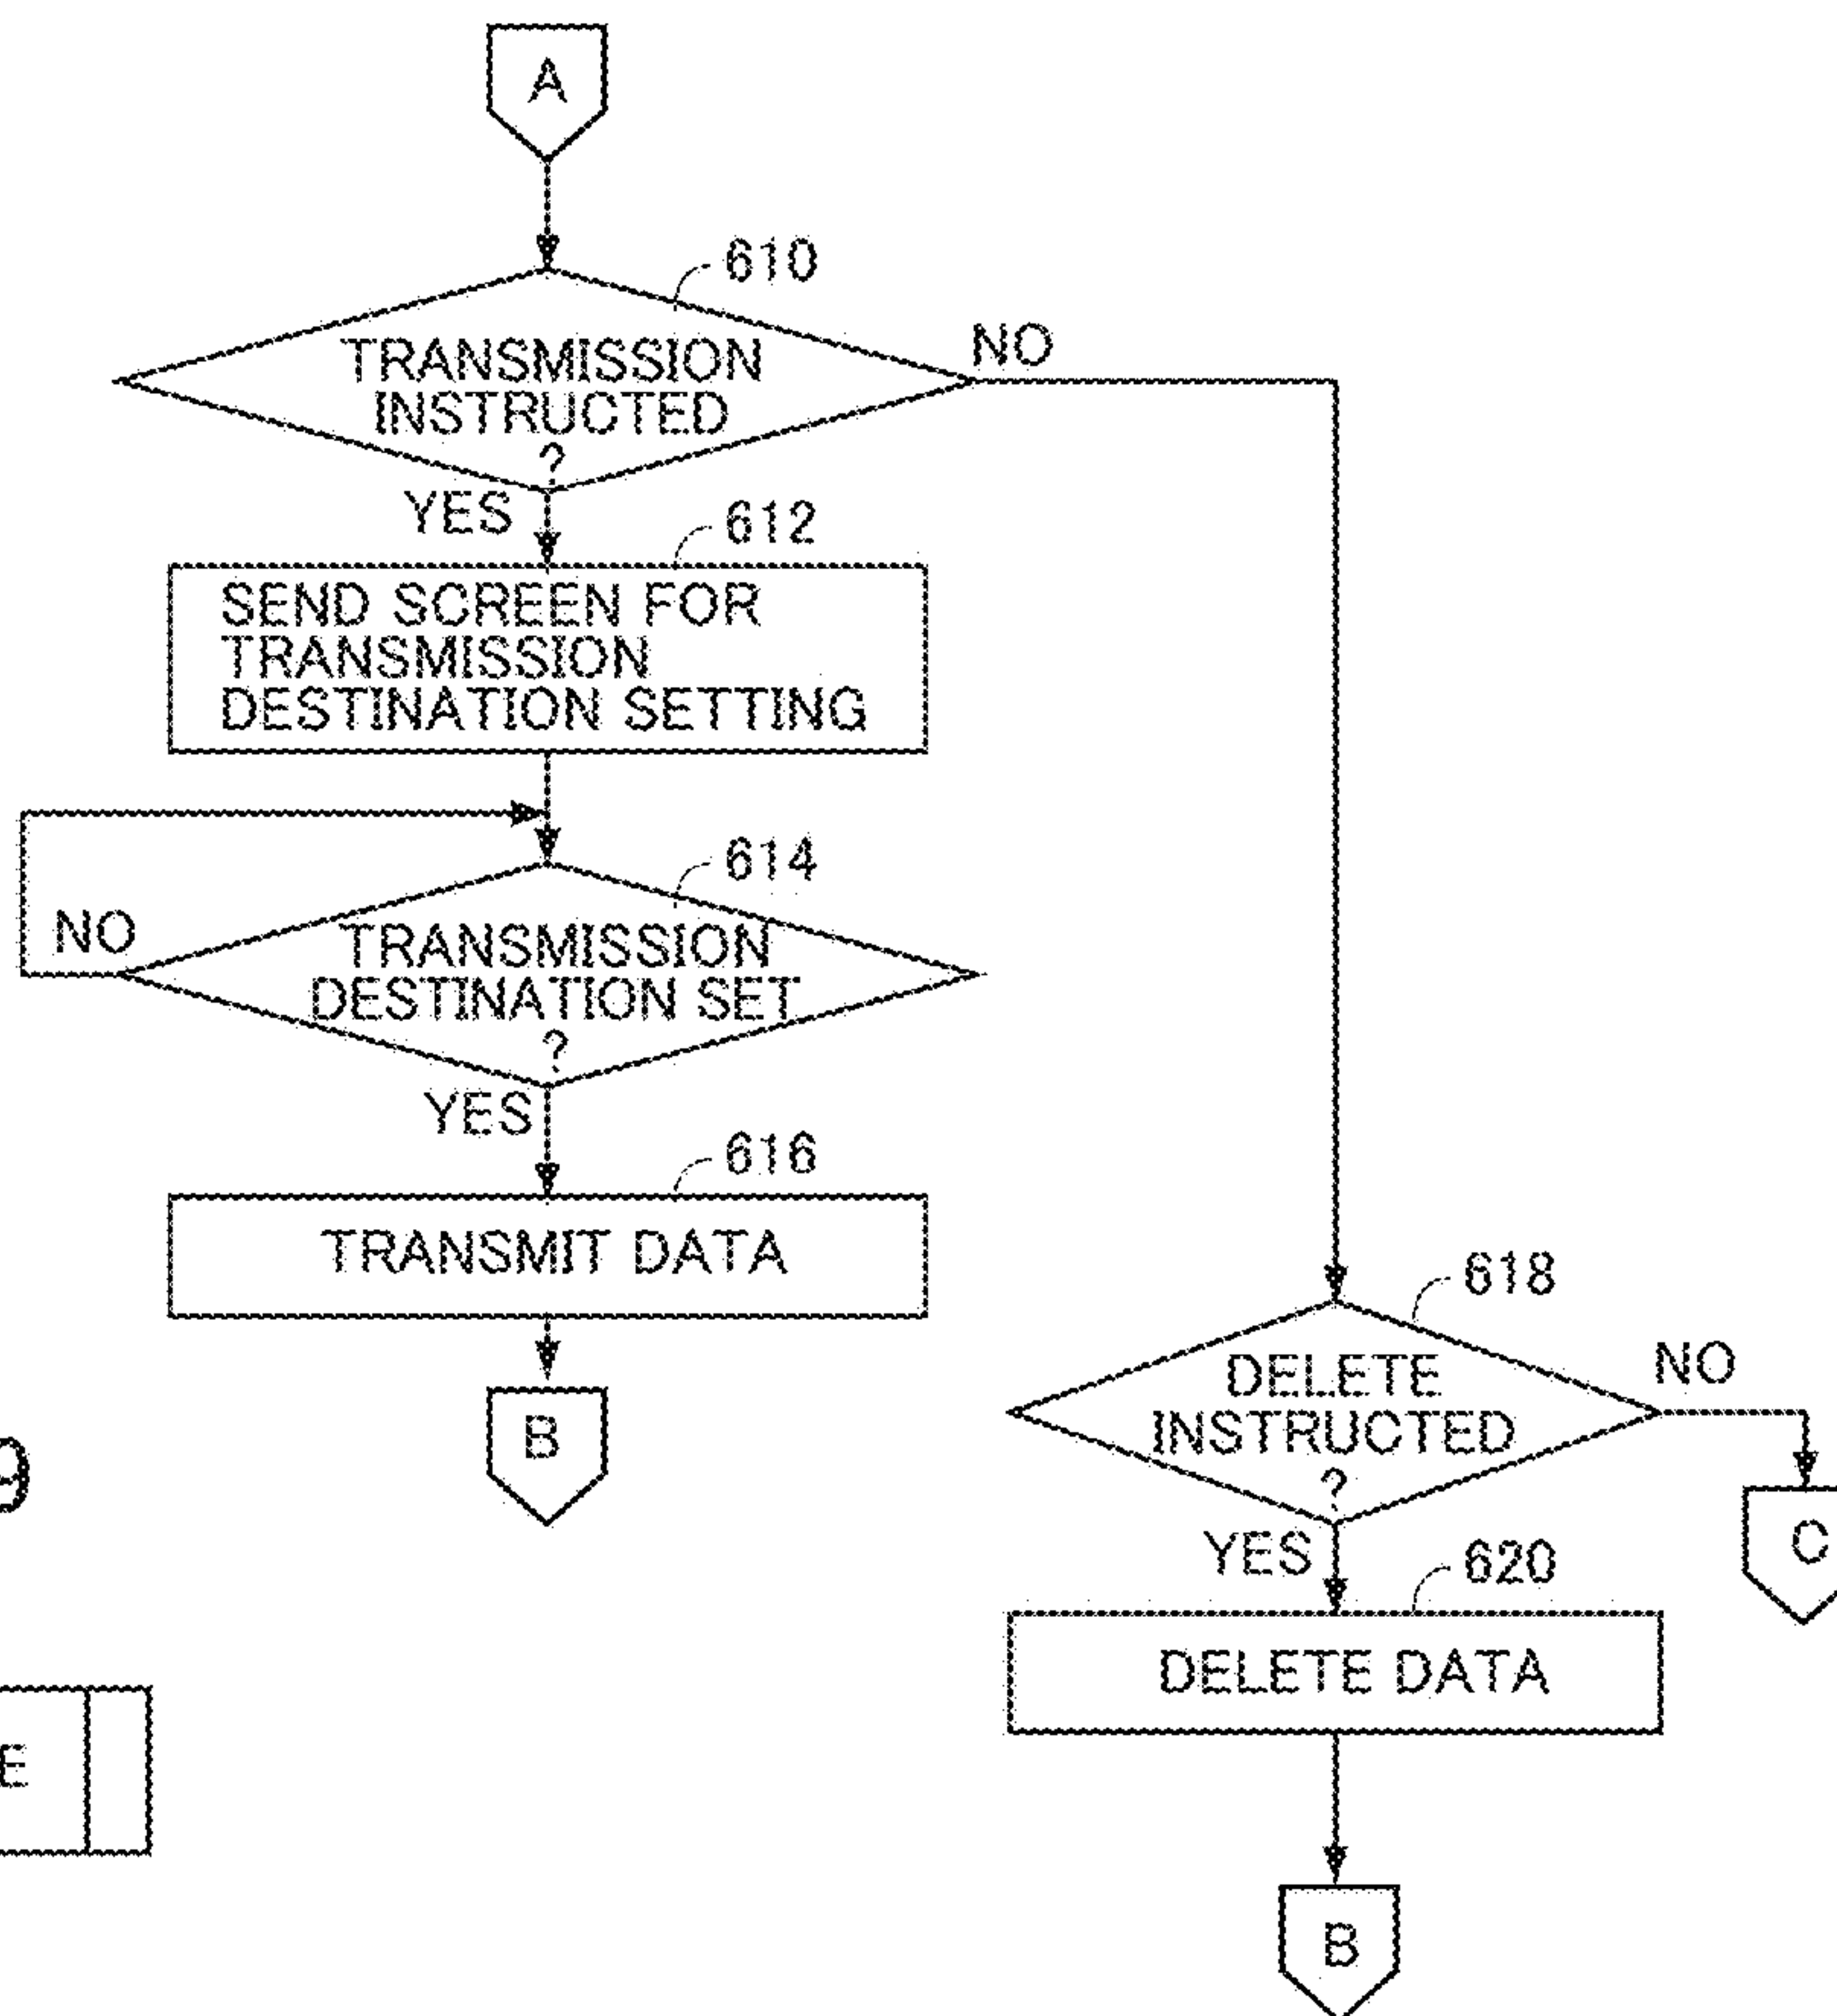 A
610
TRANSMISSION
INSTRUCTED
?
NO
YES
612
SEND SCREEN FOR
TRANSMISSION
DESTINATION SETTING
614
NO
TRANSMISSION
DESTINATION SET
?
YES
616
TRANSMIT DATA
B
618
DELETE
INSTRUCTED
?
NO
C
YES
620
DELETE DATA
B
9
E